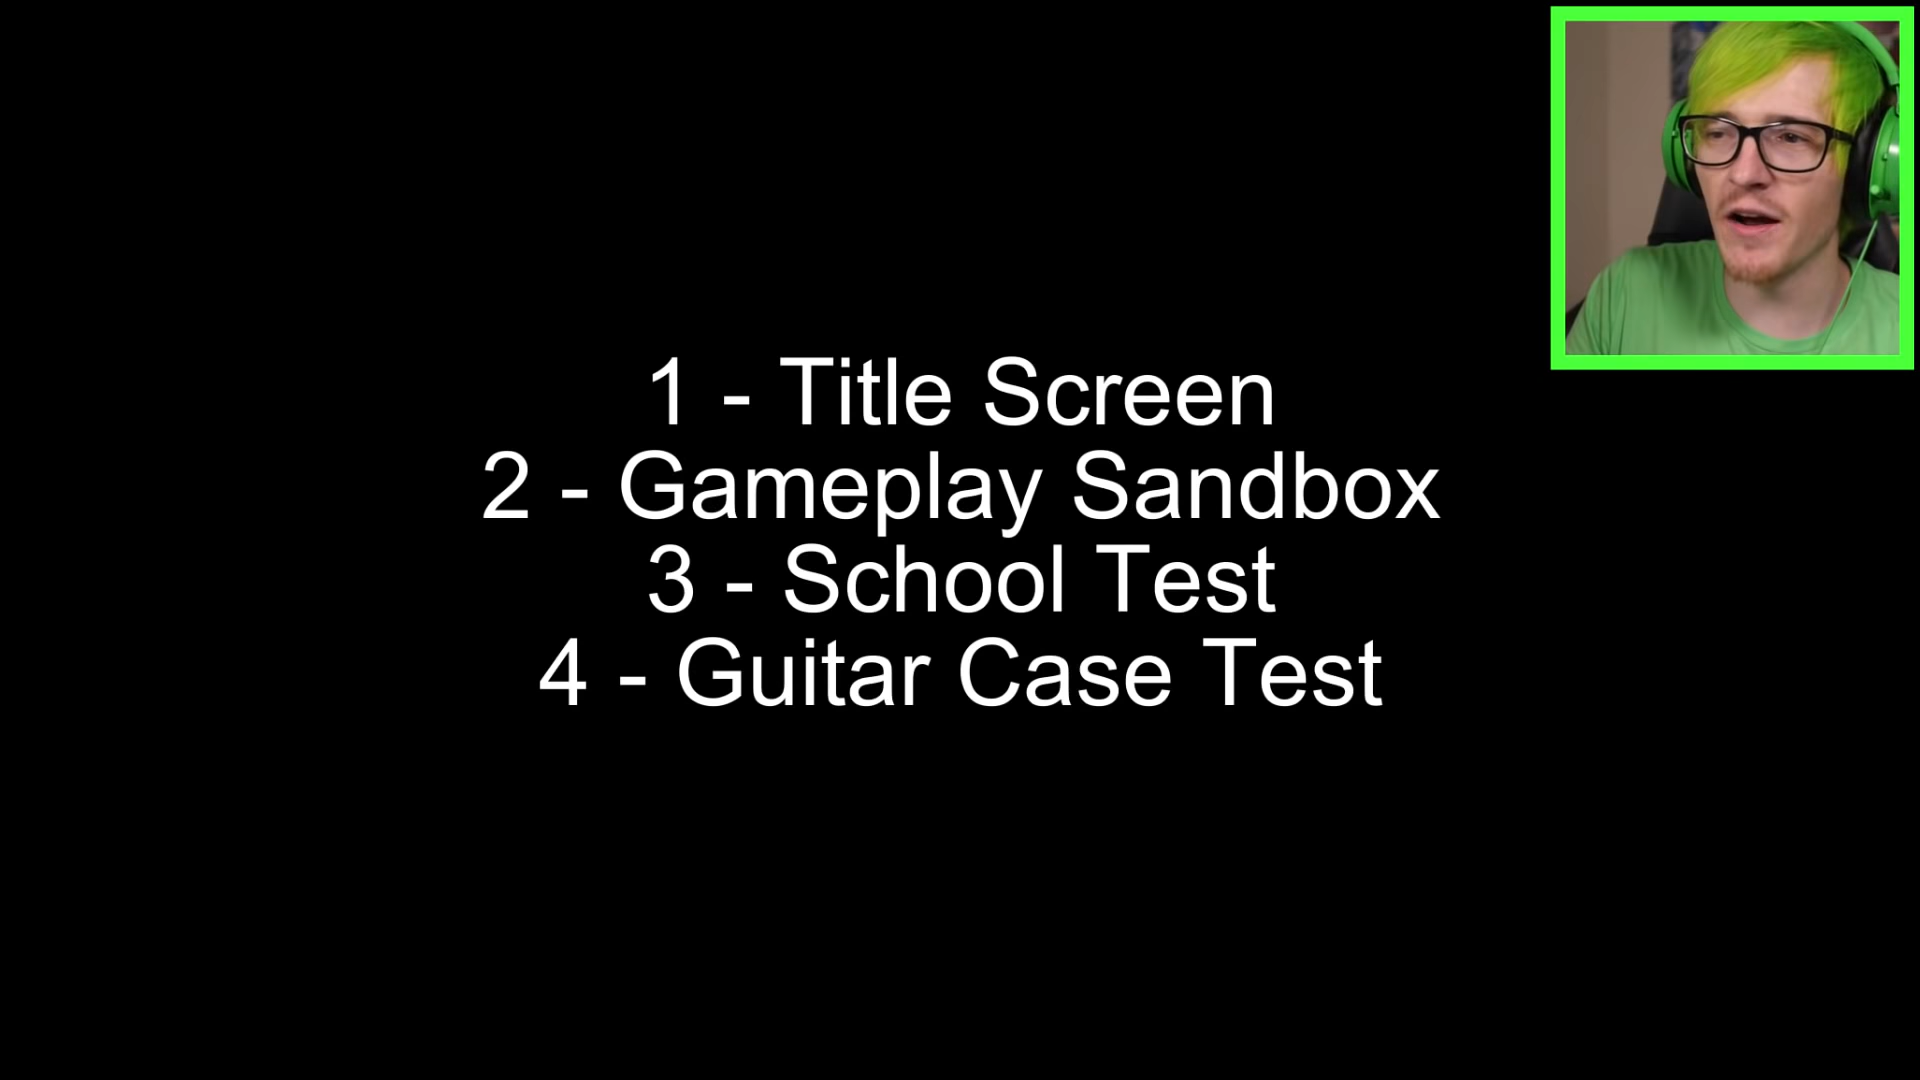 1 - Title Screen
2 - Gameplay Sandbox
3 - School Test
4 - Guitar Case Test